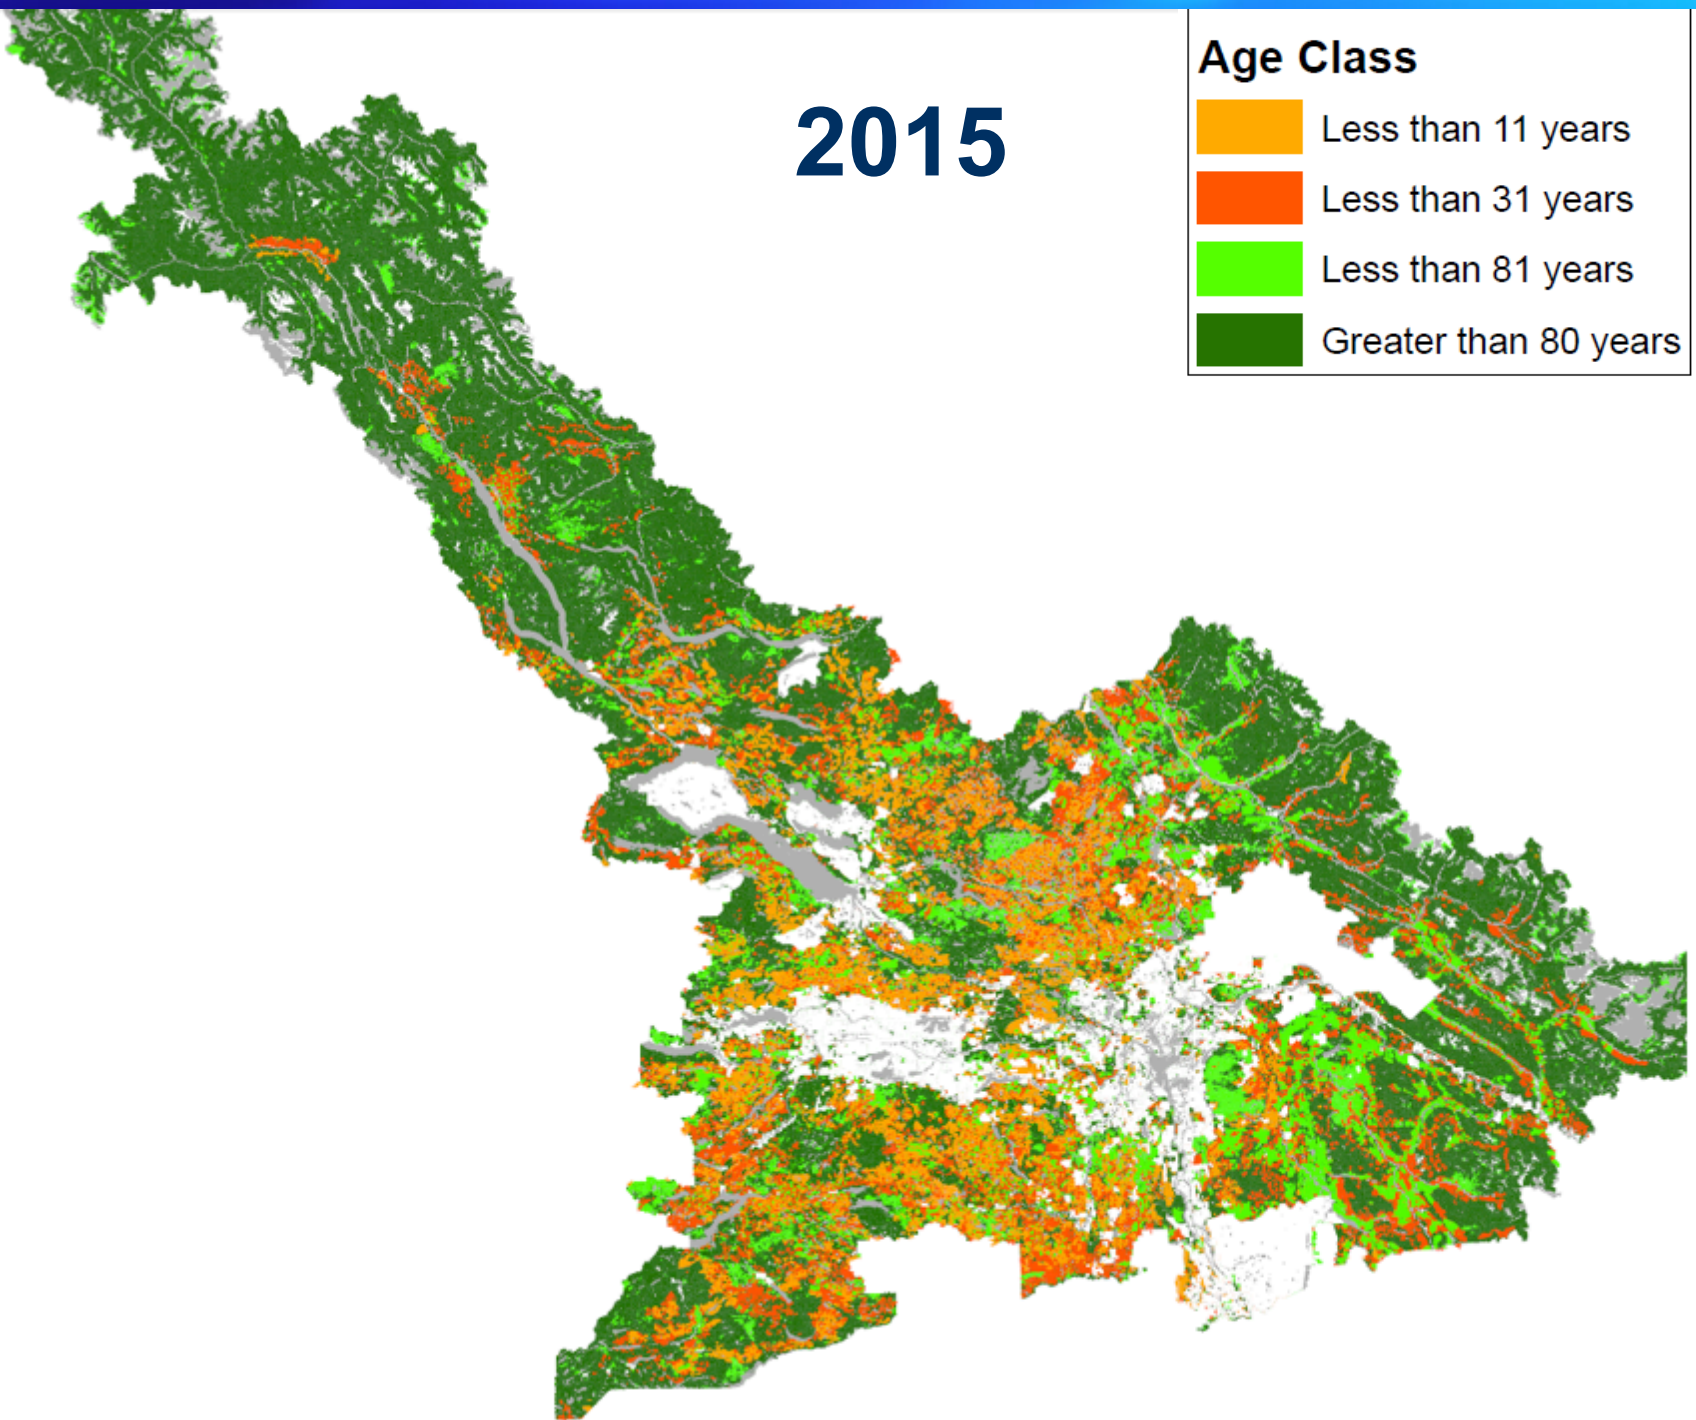 2015
Age Class
Less than 11 years
Less than 31 years
Less than 81 years
Greater than 80 years